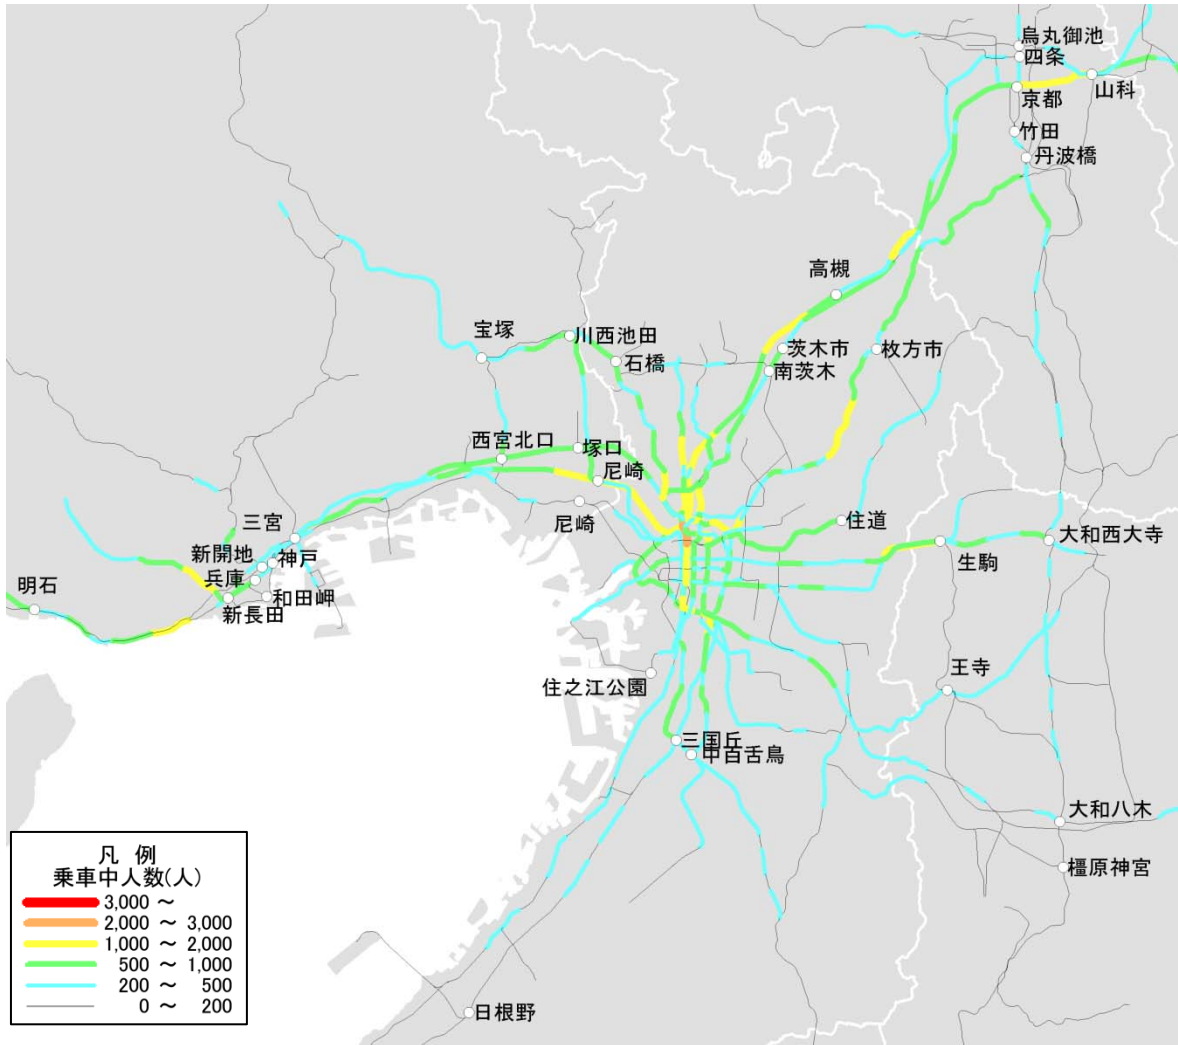 烏丸御池
四条
山科
京都
竹田
丹波橋
高槻
宝塚
川西池田
石橋
茨木市
南茨木
枚方市
西宮北口
塚口
尼崎
尼崎
住道
三宮
新開地
神戸
兵庫
和田岬
新長田
明石
大和西大寺
生駒
王寺
住之江公園
三国丘
中百舌鳥
大和八木
橿原神宮
日根野
凡 例
乗車中人数(人)
3,000 ～
2,000 ～ 3,000
1,000 ～ 2,000
500 ～ 1,000
200 ～ 500
0 ～ 200